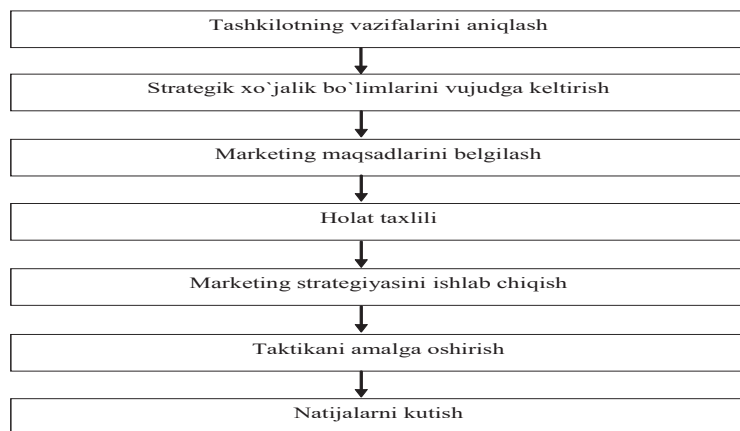 Tashkilotning vazifalarini aniqlash
Strategik xo`jalik bo`limlarini vujudga keltirish
Marketing maqsadlarini belgilash
Holat taxlili
Marketing strategiyasini ishlab chiqish
Taktikani amalga oshirish
Natijalarni kutish